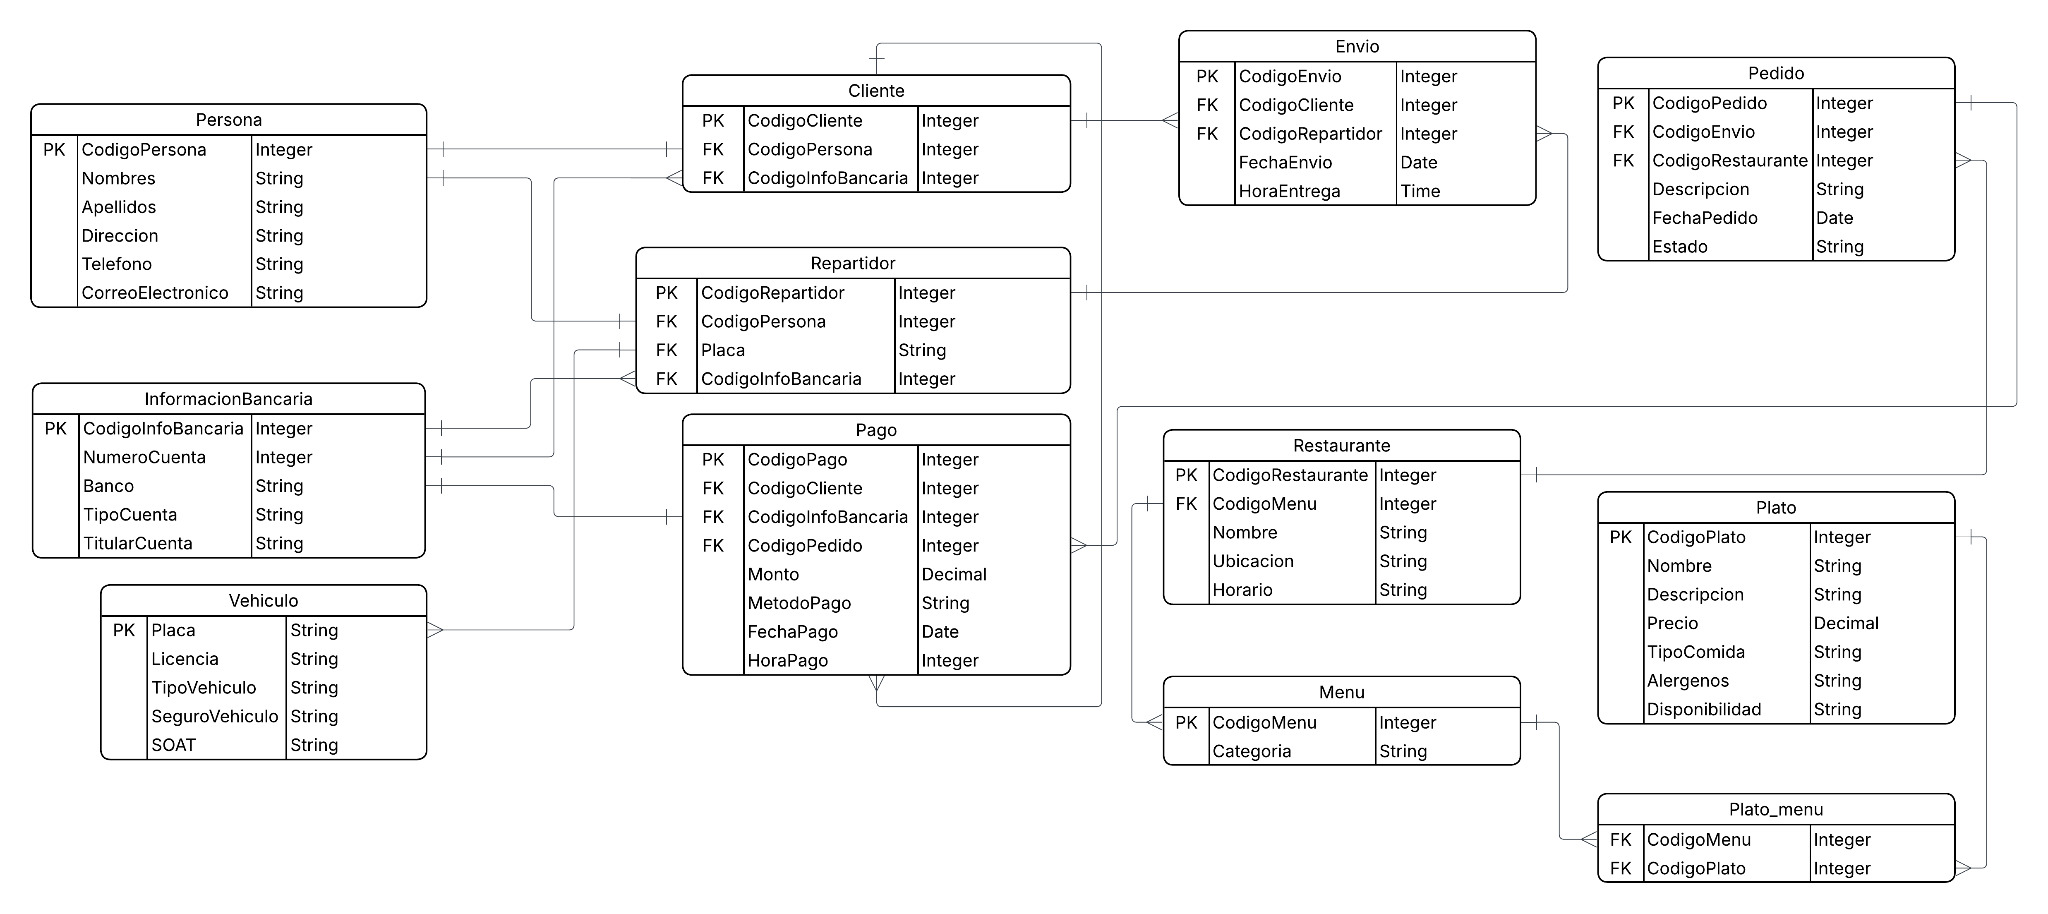 Persona
PK CodigoPersona Integer
Nombres String
Apellidos String
Direccion String
Telefono String
CorreoElectronico String
InformacionBancaria
PK CodigoInfoBancaria Integer
NumeroCuenta Integer
Banco String
TipoCuenta String
TitularCuenta String
Vehiculo
PK Placa String
Licencia String
TipoVehiculo String
SeguroVehiculo String
SOAT String
Cliente
PK CodigoCliente Integer
FK CodigoPersona Integer
FK CodigoInfoBancaria Integer
Repartidor
PK CodigoRepartidor Integer
FK CodigoPersona Integer
FK Placa String
FK CodigoInfoBancaria Integer
Pago
PK CodigoPago Integer
FK CodigoCliente Integer
FK CodigoInfoBancaria Integer
FK CodigoPedido Integer
Monto Decimal
MetodoPago String
FechaPago Date
HoraPago Integer
Envio
PK CodigoEnvio Integer
FK CodigoCliente Integer
FK CodigoRepartidor Integer
FechaEnvio Date
HoraEntrega Time
Restaurante
PK CodigoRestaurante Integer
FK CodigoMenu Integer
Nombre String
Ubicacion String
Horario String
Menu
PK CodigoMenu Integer
Categoria String
Pedido
PK CodigoPedido Integer
FK CodigoEnvio Integer
FK CodigoRestaurante Integer
Descripcion String
FechaPedido Date
Estado String
Plato
PK CodigoPlato Integer
Nombre String
Descripcion String
Precio Decimal
TipoComida String
Alergenos String
Disponibilidad String
Plato_menu
FK CodigoMenu Integer
FK CodigoPlato Integer